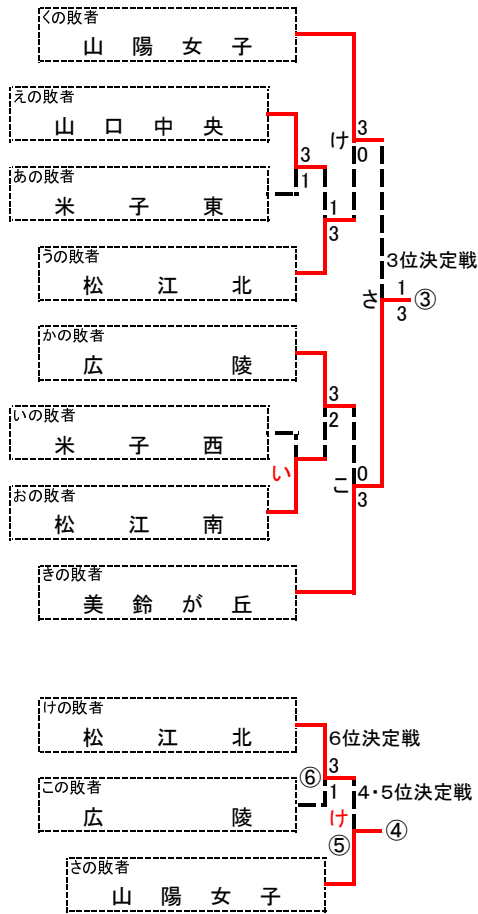 くの敗者
山陽女子
えの敗者
山口中央
あの敗者
米子東
うの敗者
松江北
3
1
1
3
け
3
0
3位決定戦
さ
1
3
③
かの敗者
広陵
いの敗者
米子西
おの敗者
松江南
い
きの敗者
美鈴が丘
3
2
こ
0
3
けの敗者
松江北
この敗者
広陵
さの敗者
山陽女子
6位決定戦
⑥
3
1
4・5位決定戦
け
⑤
④